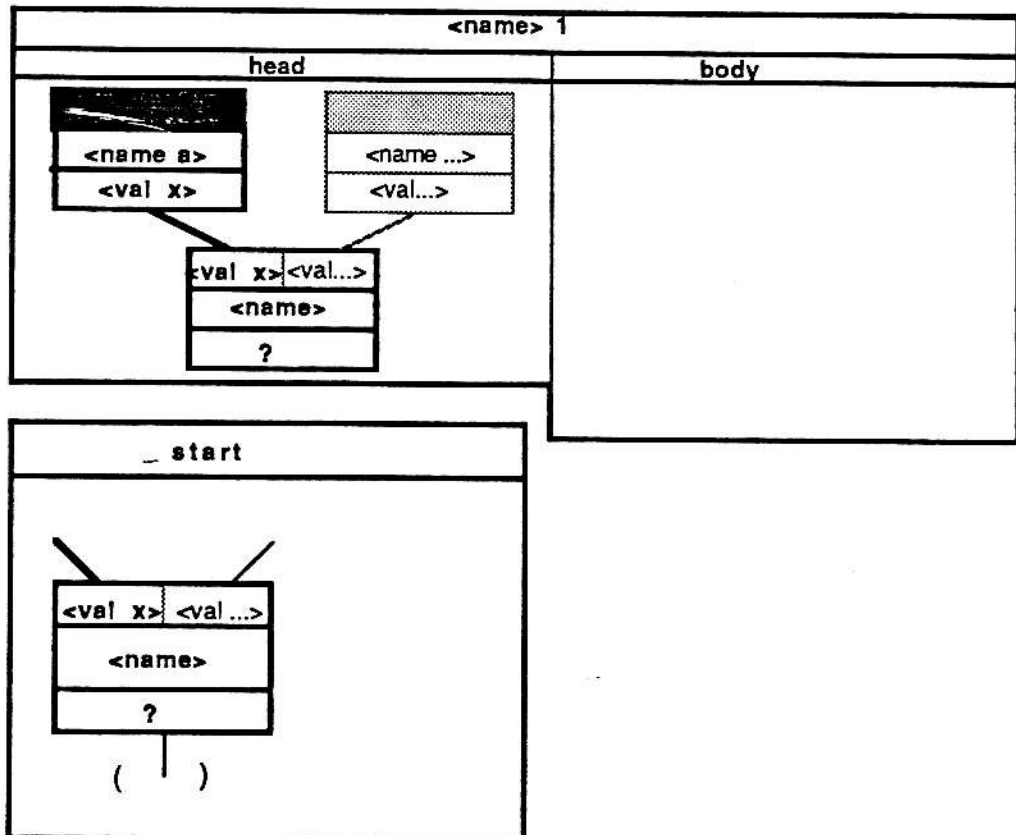 <name> 1
head
body
<name a>
<val x>
<name ...>
<val...>
<val x> <val...>
<name>
?
_ start
<val x> <val ...>
<name>
?
( )